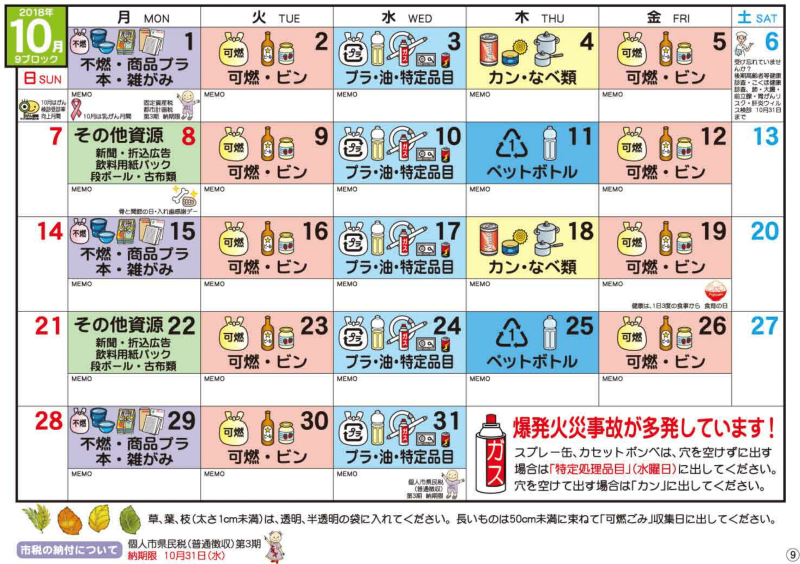 2018年
10月
9ブロック
月 MON
火 TUE
水 WED
木 THU
金 FRI
土 SAT
日 SUN
不燃
1
不燃・商品プラ
本・雑がみ
可燃
2
可燃・ビン
プラ
3
プラ・油・特定品目
4
カン・なべ類
可燃
5
可燃・ビン
6
受け忘れていませ
んか?
後期高齢者等健康
診査・こくほ健康
診査、肺・大腸・
前立腺・胃がんリ
スク・肝炎ウイル
ス検診 10月31日
まで
10月はがん
検診受診率
向上月間
MEMO
10月は乳がん月間
固定資産税
都市計画税
第3期 納期限
MEMO
MEMO
MEMO
MEMO
7
その他資源 8
新聞・折込広告
飲料用紙パック
段ボール・古布類
可燃
9
可燃・ビン
プラ
10
プラ・油・特定品目
1
11
ペットボトル
可燃
12
可燃・ビン
13
MEMO
骨と関節の日・入れ歯感謝デー
MEMO
MEMO
MEMO
MEMO
14
不燃
15
不燃・商品プラ
本・雑がみ
可燃
16
可燃・ビン
プラ
ガス
17
プラ・油・特定品目
18
カン・なべ類
可燃
19
可燃・ビン
20
MEMO
MEMO
MEMO
MEMO
MEMO
健康は、1日3度の食事から 食育の日
21
その他資源 22
新聞・折込広告
飲料用紙パック
段ボール・古布類
可燃
23
可燃・ビン
プラ
24
プラ・油・特定品目
1
25
ペットボトル
可燃
26
可燃・ビン
27
MEMO
MEMO
MEMO
MEMO
MEMO
28
不燃
29
不燃・商品プラ
本・雑がみ
可燃
30
可燃・ビン
プラ
31
プラ・油・特定品目
MEMO
MEMO
MEMO
個人市県民税
(普通徴収)
第3期 納期限
ガス
爆発火災事故が多発しています!
スプレー缶、カセットボンベは、穴を空けずに出す
場合は「特定処理品目」(水曜日)に出してください。
穴を空けて出す場合は「カン」に出してください。
草、葉、枝(太さ1cm未満)は、透明、半透明の袋に入れてください。長いものは50cm未満に束ねて「可燃ごみ」収集日に出してください。
市税の納付について
個人市県民税(普通徴収)第3期
納期限 10月31日(水)
⑨